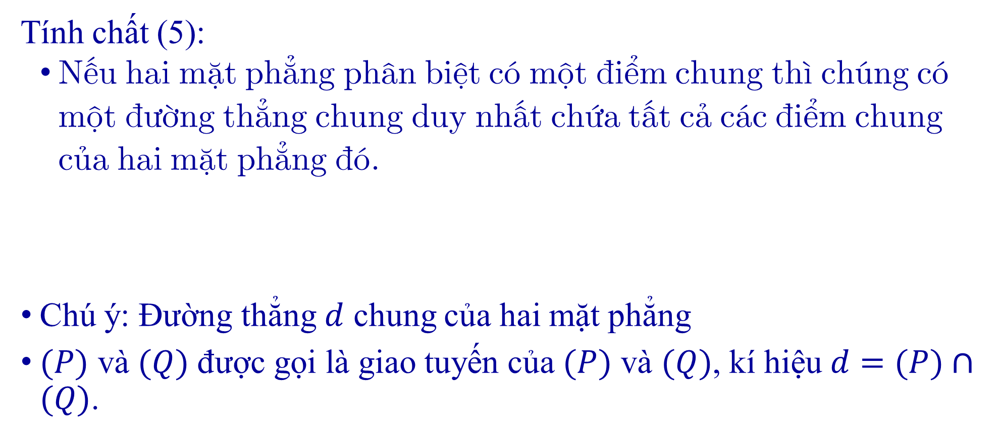 Tính chất (5):
• Nếu hai mặt phẳng phân biệt có một điểm chung thì chúng có
một đường thẳng chung duy nhất chứa tất cả các điểm chung
của hai mặt phẳng đó.
• Chú ý: Đường thẳng d chung của hai mặt phẳng
• (P) và (Q) được gọi là giao tuyến của (P) và (Q), kí hiệu d = (P) ∩
(Q).